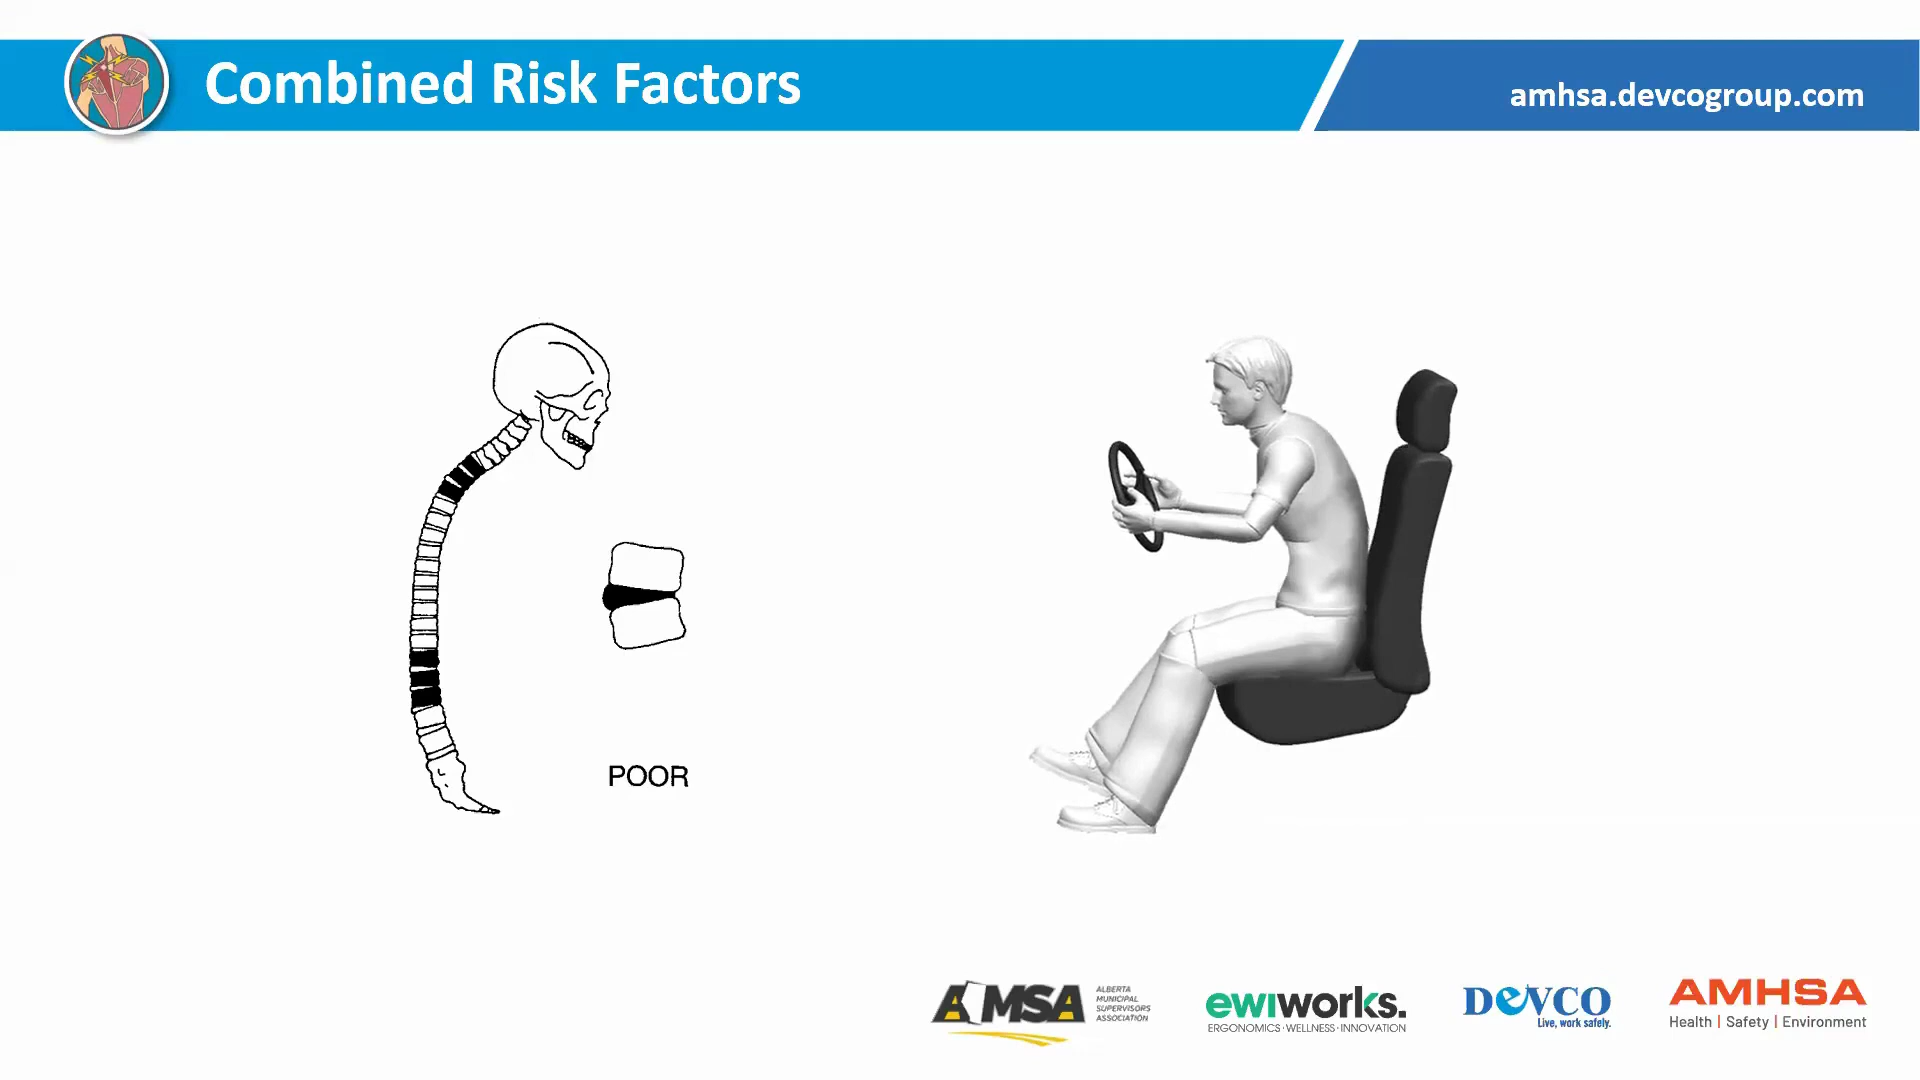 Combined Risk Factors
amhsa.devcogroup.com
POOR
AMSA
ALBERTA
MUNICIPAL
SUPERVISORS
ASSOCIATION
ewiworks.
ERGONOMICS·WELLNESS·INNOVATION
DEVCO
Live, work safely.
AMHSA
Health | Safety | Environment